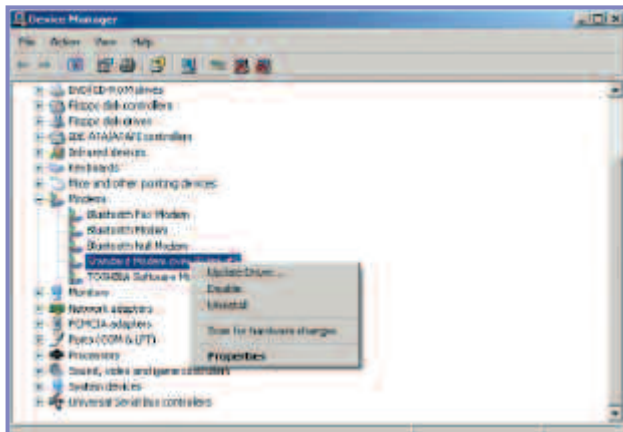 Device Manager
File Action View Help
DVD/CD-ROM drives
Floppy disk controllers
Floppy disk drives
IDE ATA/ATAPI controllers
Infrared devices
Keyboards
Mice and other pointing devices
Modems
Bluetooth Fax Modem
Bluetooth Modem
Bluetooth Null Modem
Standard Modem over
TOSHIBA Software
Monitors
Network adapters
PCMCIA adapters
Ports (COM & LPT)
Processors
Sound, video and game controllers
System devices
Universal Serial Bus controllers
Update Driver...
Disable
Uninstall
Scan for hardware changes
Properties